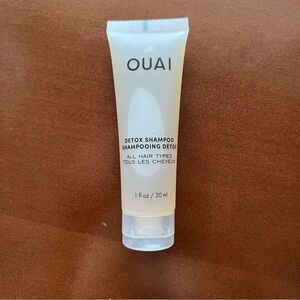 OUAI
DETOX SHAMPOO
SHAMPOOING DÉTOX
ALL HAIR TYPES
TOUS LES CHEVEUX
1 fl oz / 30 ml